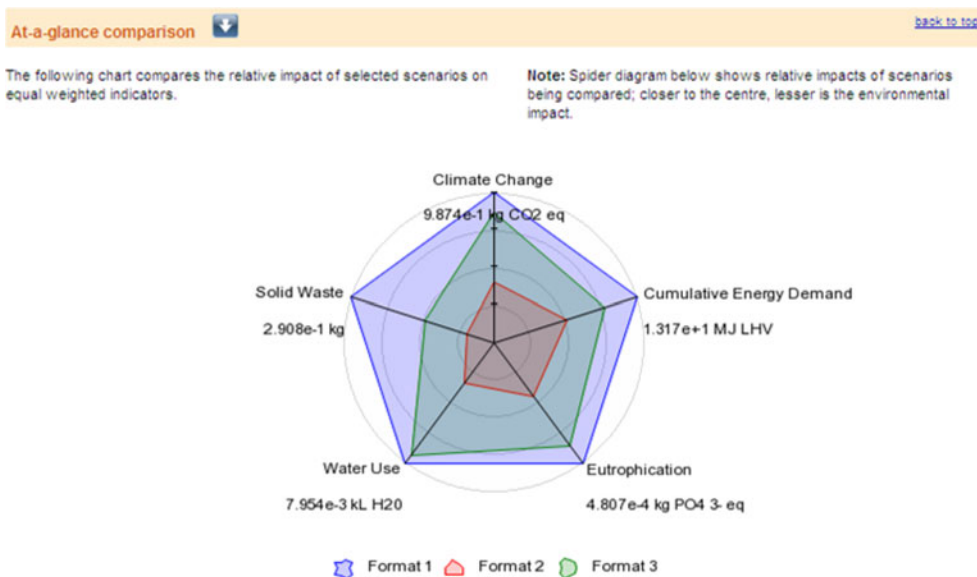 At-a-glance comparison
back to top
The following chart compares the relative impact of selected scenarios on
equal weighted indicators.
Note: Spider diagram below shows relative impacts of scenarios
being compared; closer to the centre, lesser is the environmental
impact.
Climate Change
9.874e-1 kg CO2 eq
Solid Waste
2.908e-1 kg
Cumulative Energy Demand
1.317e+1 MJ LHV
Water Use
7.954e-3 kL H20
Eutrophication
4.807e-4 kg PO4 3- eq
Format 1 Format 2 Format 3